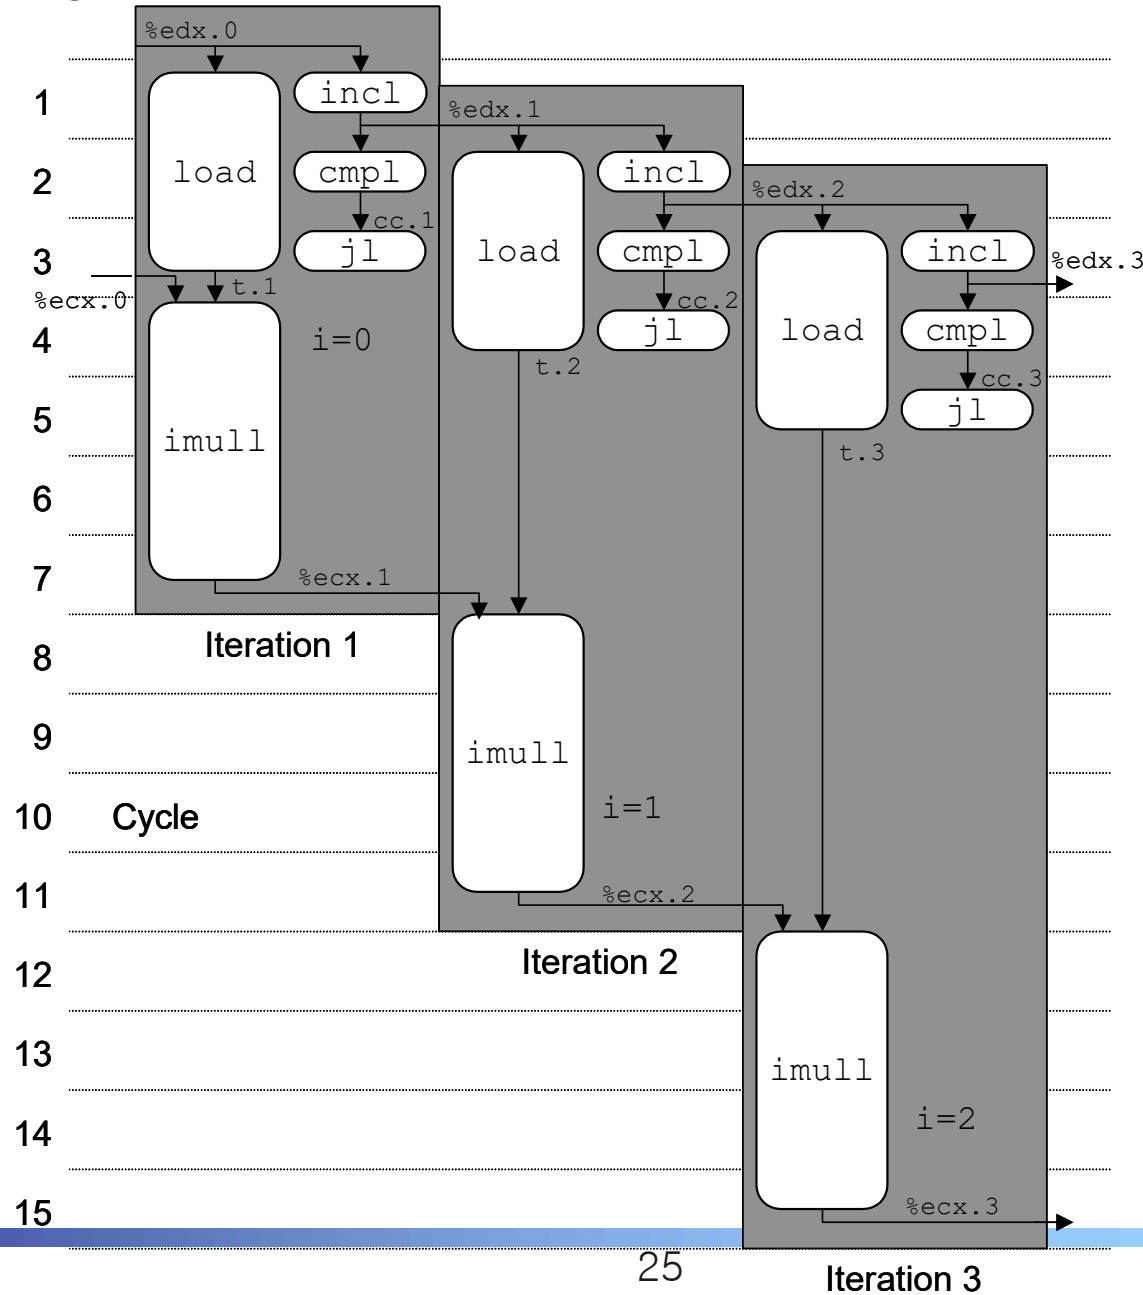 %edx.0
1
load
incl
%edx.1
2
cmpl
load
incl
%edx.2
cc.1
3
jl
cmpl
load
incl
%edx.3
%ecx.0
t.1
cc.2
4
imull
i=0
jl
cmpl
t.2
cc.3
5
jl
t.3
6
7
%ecx.1
8
Iteration 1
imull
9
10
Cycle
i=1
11
%ecx.2
12
Iteration 2
13
imull
14
i=2
15
%ecx.3
25
Iteration 3